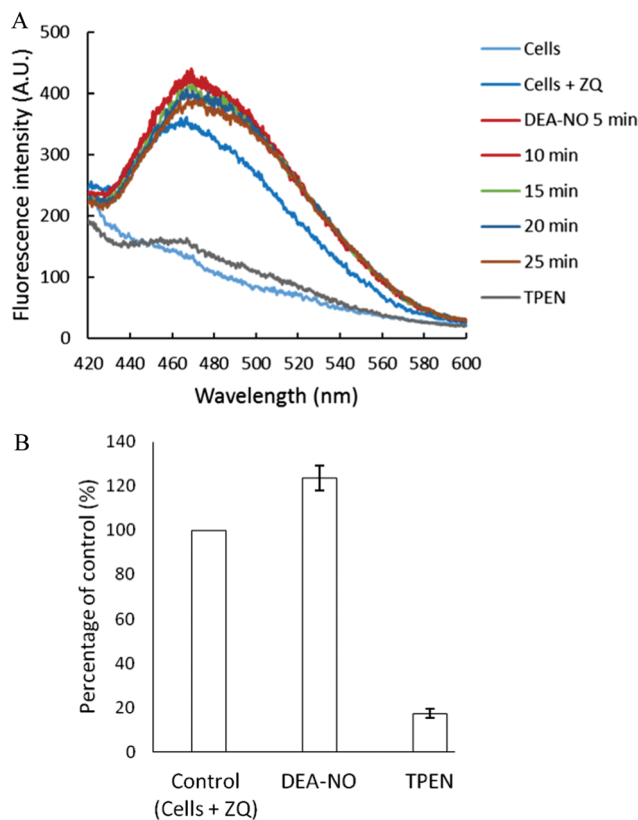 A
Fluorescence intensity (A.U.)
500
400
300
200
100
0
420 440 460 480 500 520 540 560 580 600
Wavelength (nm)
Cells
Cells + ZQ
DEA-NO 5 min
10 min
15 min
20 min
25 min
TPEN
B
Percentage of control (%)
140
120
100
80
60
40
20
0
Control DEA-NO TPEN
(Cells + ZQ)